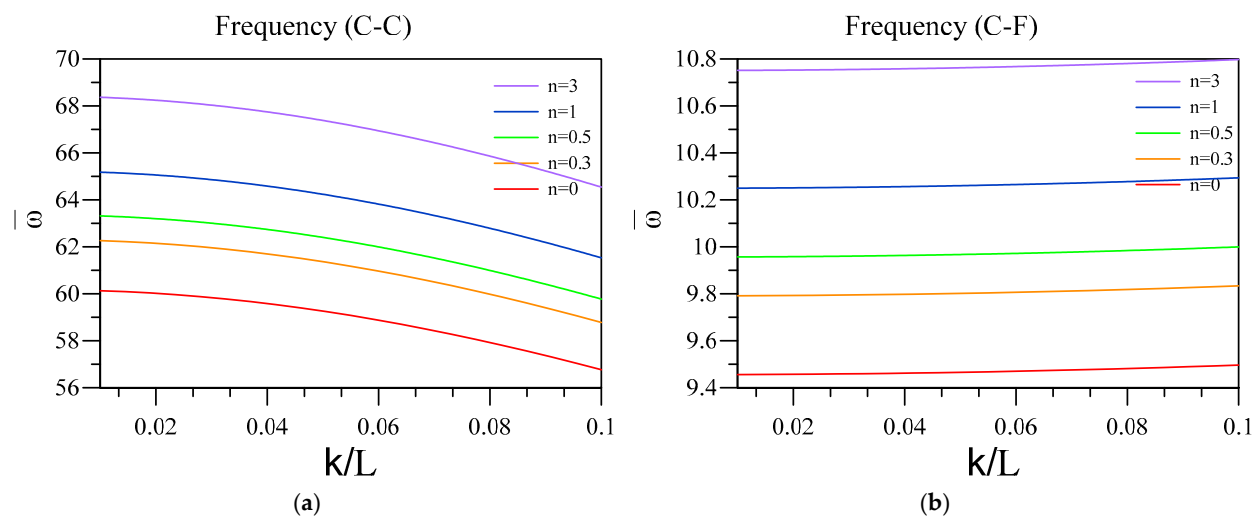 Frequency (C-C)
70
68
66
64
62
60
58
56
ω̅
n=3
n=1
n=0.5
n=0.3
n=0
0.02 0.04 0.06 0.08 0.1
k/L
(a)
Frequency (C-F)
10.8
10.6
10.4
10.2
10
9.8
9.6
9.4
ω̅
n=3
n=1
n=0.5
n=0.3
n=0
0.02 0.04 0.06 0.08 0.1
k/L
(b)